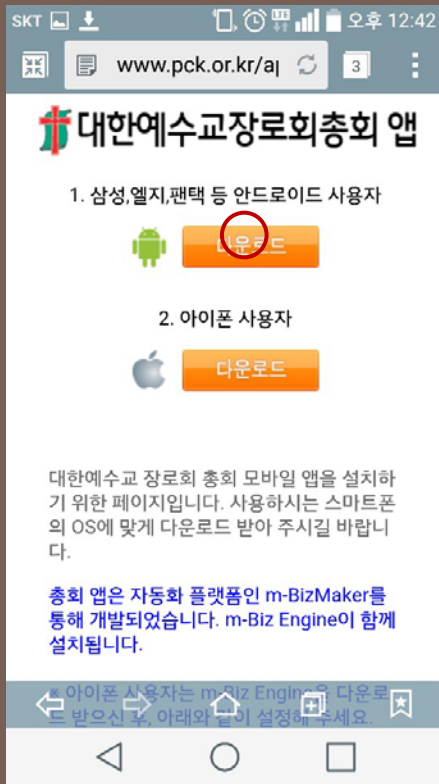 SKT 오후 12:42
www.pck.or.kr/a 3
대한예수교장로회총회 앱
1. 삼성,엘지,팬택 등 안드로이드 사용자
다운로드
2. 아이폰 사용자
다운로드
대한예수교 장로회 총회 모바일 앱을 설치하
기 위한 페이지입니다. 사용하시는 스마트폰
의 OS에 맞게 다운로드 받아 주시길 바랍니
다.
총회 앱은 자동화 플랫폼인 m-BizMaker를
통해 개발되었습니다. m-Biz Engine이 함께
설치됩니다.
※ 아이폰 사용자는 m-Biz Engine을 다운로
드 받으신 후, 아래와 같이 설정해 주세요.